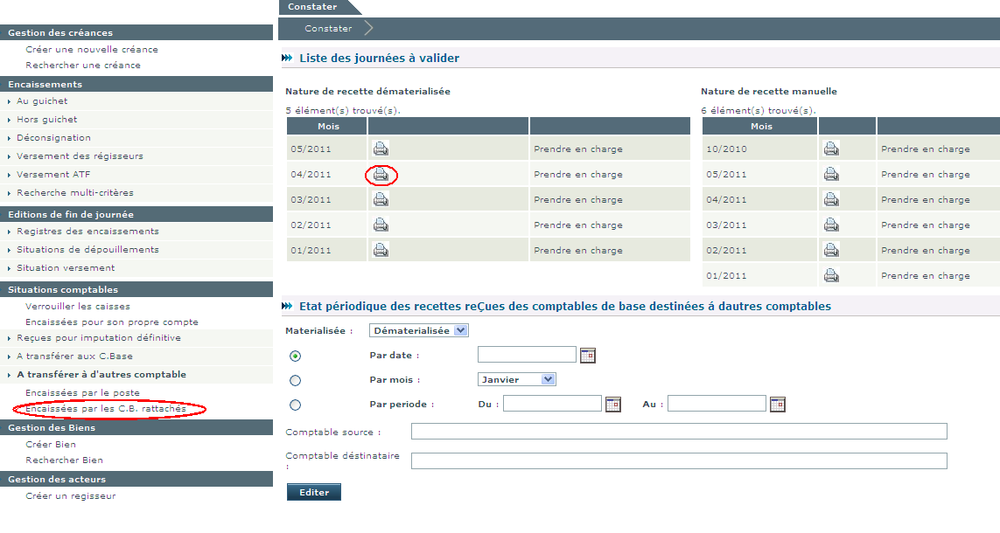 Constater
Constater
Gestion des créances
Créer une nouvelle créance
Rechercher une créance
Encaissements
Au guichet
Hors guichet
Déconsignation
Versement des régisseurs
Versement ATF
Recherche multi-critères
Editions de fin de journée
Registres des encaissements
Situations de dépouillements
Situation versement
Situations comptables
Verrouiller les caisses
Encaissées pour son propre compte
Reçues pour imputation définitive
A transférer aux C.Base
A transférer à d'autres comptable
Encaissées par le poste
Encaissées par les C.B. rattachés
Gestion des Biens
Créer Bien
Rechercher Bien
Gestion des acteurs
Créer un regisseur
Liste des journées à valider
Nature de recette dématerialisée
5 élément(s) trouvé(s).
Mois
05/2011 Prendre en charge
04/2011 Prendre en charge
03/2011 Prendre en charge
02/2011 Prendre en charge
01/2011 Prendre en charge
Nature de recette manuelle
6 élément(s) trouvé(s).
Mois
10/2010 Prendre en charge
05/2011 Prendre en charge
04/2011 Prendre en charge
03/2011 Prendre en charge
02/2011 Prendre en charge
01/2011 Prendre en charge
Etat périodique des recettes reÇues des comptables de base destinées á dautres comptables
Materialisée : Dématerialisée
Par date :
Par mois : Janvier
Par periode : Du : Au :
Comptable source :
Comptable déstinataire
:
Editer